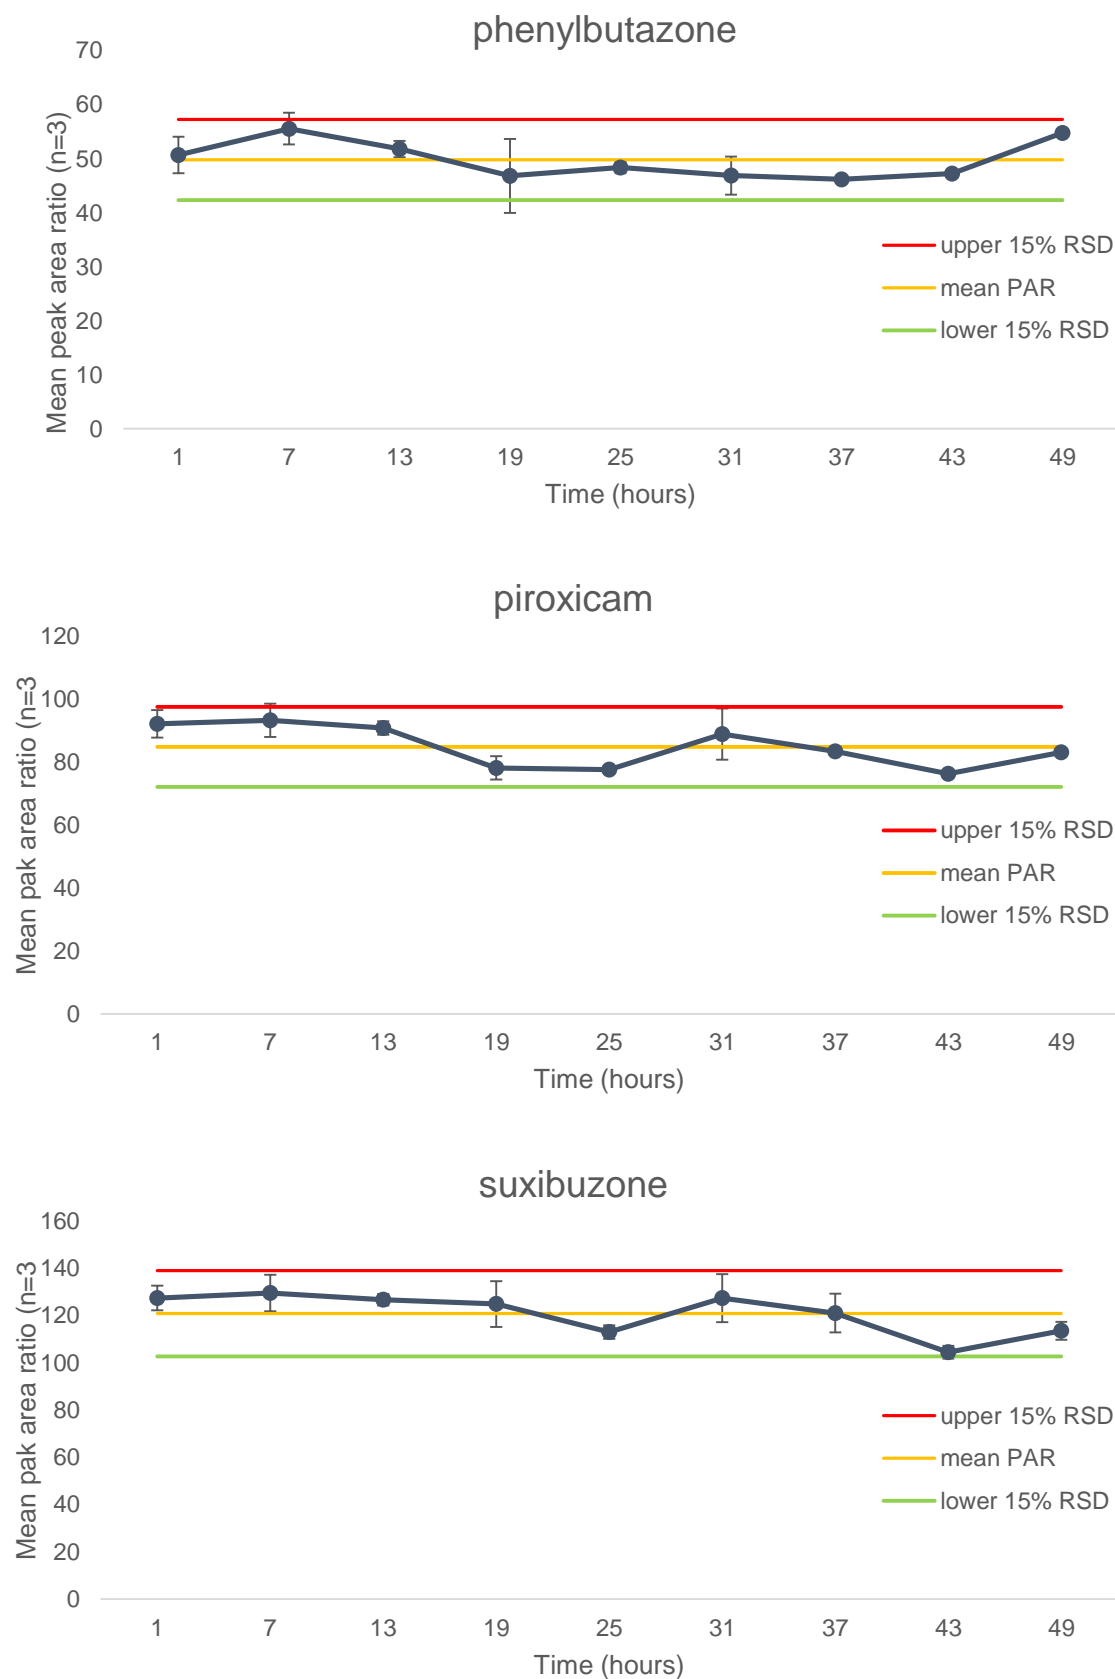 phenylbutazone
70
60
50
40
30
20
10
0
Mean peak area ratio (n=3)
upper 15% RSD
mean PAR
lower 15% RSD
1 7 13 19 25 31 37 43 49
Time (hours)
piroxicam
120
100
80
60
40
20
0
Mean pak area ratio (n=3
upper 15% RSD
mean PAR
lower 15% RSD
1 7 13 19 25 31 37 43 49
Time (hours)
suxibuzone
160
140
120
100
80
60
40
20
0
Mean pak area ratio (n=3
upper 15% RSD
mean PAR
lower 15% RSD
1 7 13 19 25 31 37 43 49
Time (hours)